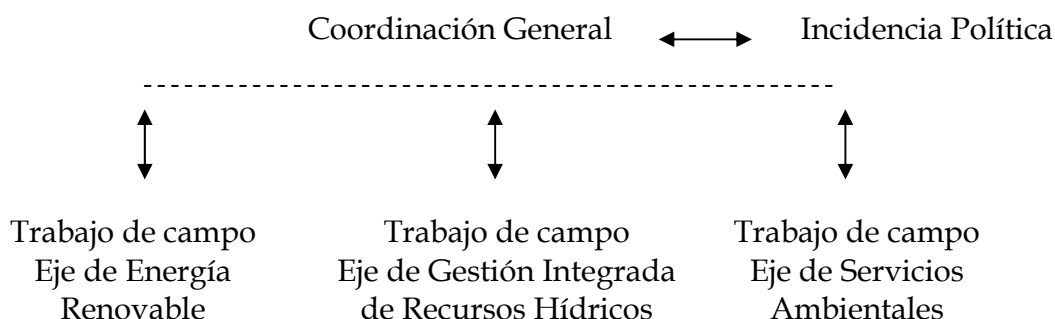 Coordinación General
Incidencia Política
Trabajo de campo
Eje de Energía
Renovable
Trabajo de campo
Eje de Gestión Integrada
de Recursos Hídricos
Trabajo de campo
Eje de Servicios
Ambientales